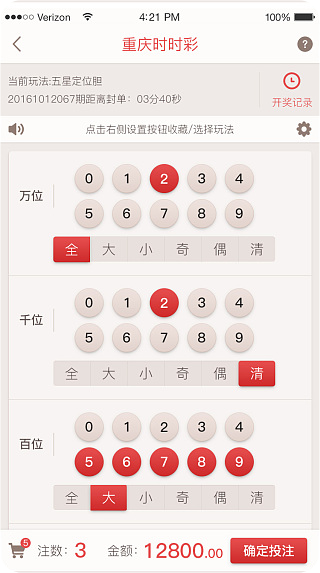 Verizon 4:21 PM 100%
重庆时时彩 ?
当前玩法:五星定位胆
20161012067期距离封单：03分40秒
开奖记录
点击右侧设置按钮收藏/选择玩法
万位
0 1 2 3 4
5 6 7 8 9
全 大 小 奇 偶 清
千位
0 1 2 3 4
5 6 7 8 9
全 大 小 奇 偶 清
百位
0 1 2 3 4
5 6 7 8 9
全 大 小 奇 偶 清
5 注数: 3 金额: 12800.00 确定投注